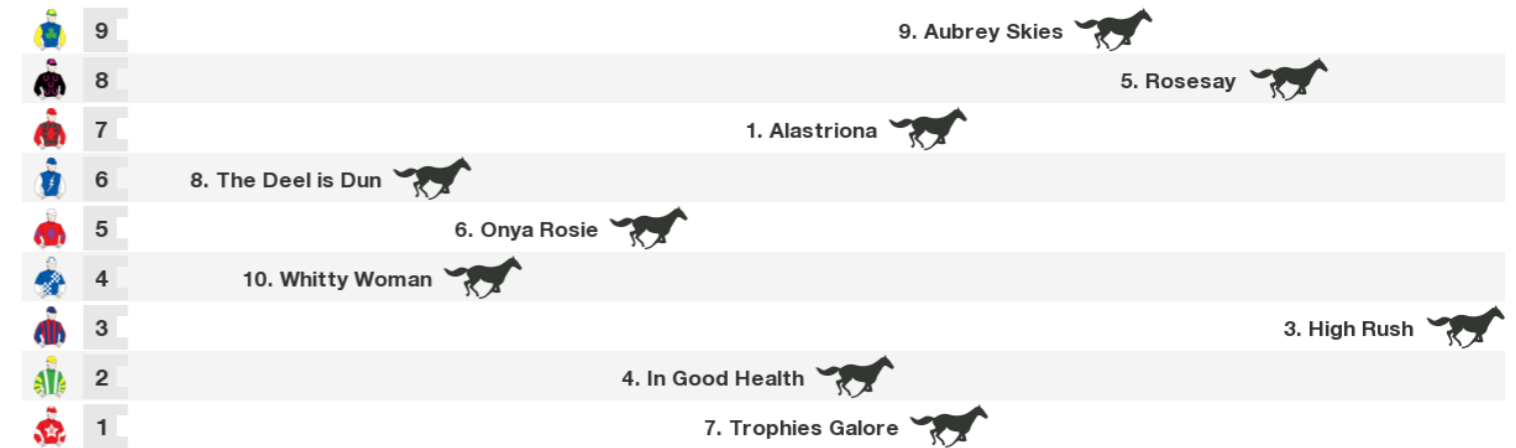 9 9. Aubrey Skies
8 5. Rosesay
7 1. Alastriona
6 8. The Deel is Dun
5 6. Onya Rosie
4 10. Whitty Woman
3 3. High Rush
2 4. In Good Health
1 7. Trophies Galore